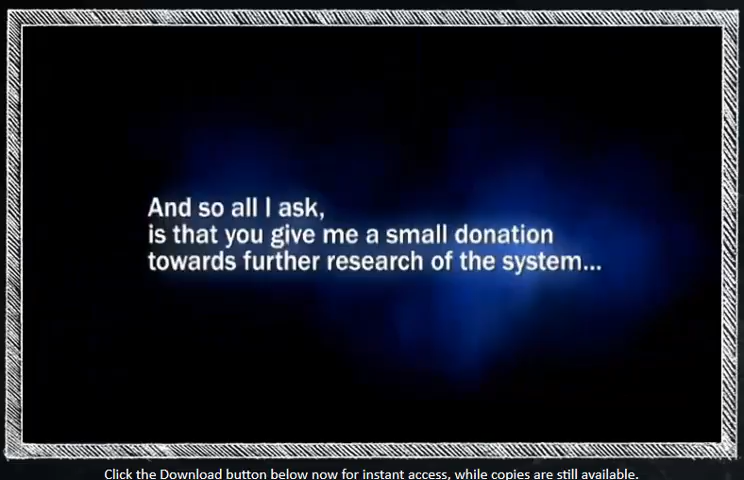 And so all I ask,
is that you give me a small donation
towards further research of the system...
Click the Download button below now for instant access, while copies are still available.